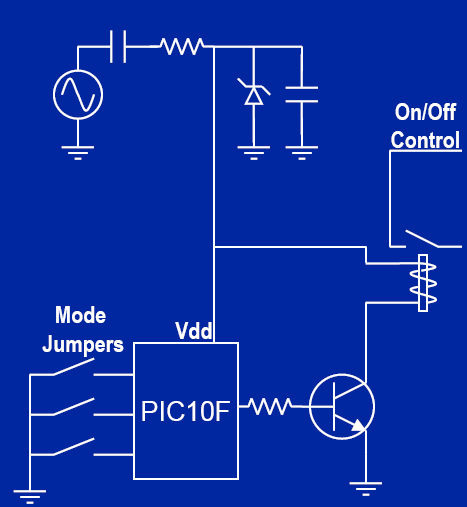 On/Off
Control
Mode
Jumpers
Vdd
PIC10F